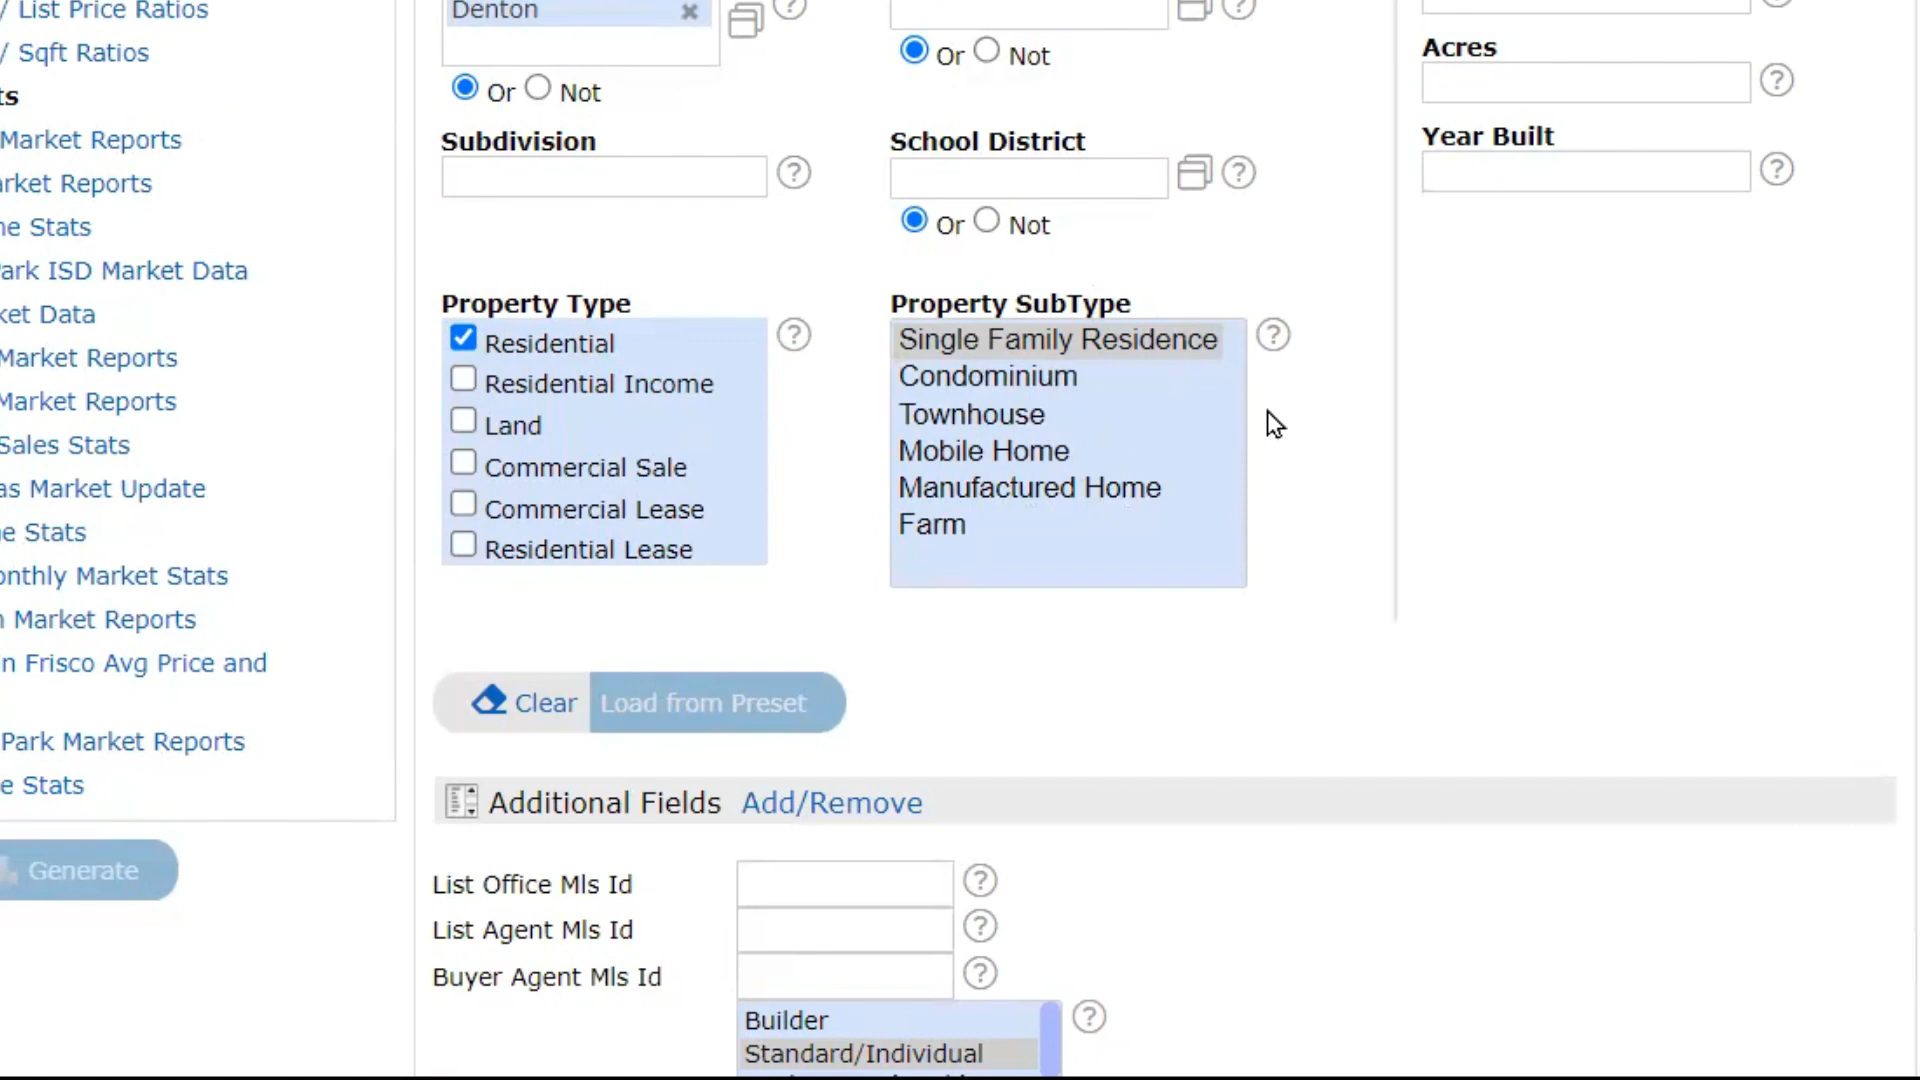 / List Price Ratios
/ Sqft Ratios
ts
Market Reports
arket Reports
ne Stats
ark ISD Market Data
ket Data
Market Reports
Market Reports
Sales Stats
as Market Update
e Stats
onthly Market Stats
n Market Reports
n Frisco Avg Price and
Park Market Reports
e Stats
Generate
Denton
Or Not
Or Not
Subdivision
School District
Or Not
Property Type
Residential
Residential Income
Land
Commercial Sale
Commercial Lease
Residential Lease
Property SubType
Single Family Residence
Condominium
Townhouse
Mobile Home
Manufactured Home
Farm
Acres
Year Built
Clear
Load from Preset
Additional Fields Add/Remove
List Office Mls Id
List Agent Mls Id
Buyer Agent Mls Id
Builder
Standard/Individual